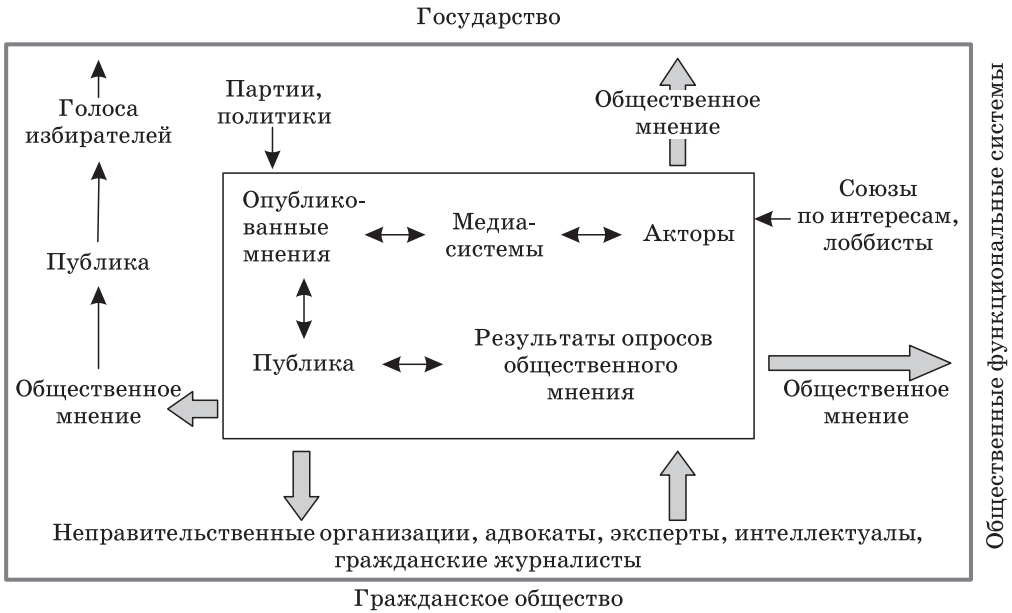 Государство
Голоса
избирателей
Партии,
политики
Общественное
мнение
Союзы
по интересам,
лоббисты
Опублико-
ванные
мнения
Медиа-
системы
Акторы
Публика
Публика
Результаты опросов
общественного
мнения
Общественное
мнение
Общественное
мнение
Неправительственные организации, адвокаты, эксперты, интеллектуалы,
гражданские журналисты
Гражданское общество
Общественные функциональные системы